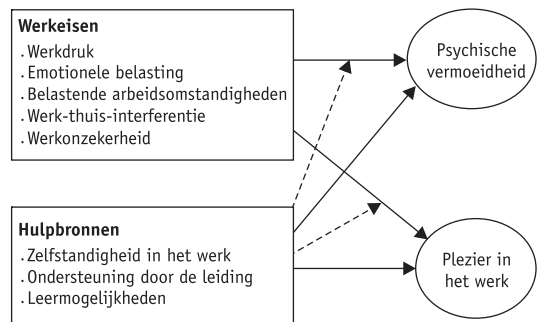 Werkeisen
. Werkdruk
. Emotionele belasting
. Belastende arbeidsomstandigheden
. Werk-thuis-interferentie
. Werkonzekerheid
Psychische
vermoeidheid
Hulpbronnen
. Zelfstandigheid in het werk
. Ondersteuning door de leiding
. Leermogelijkheden
Plezier in
het werk